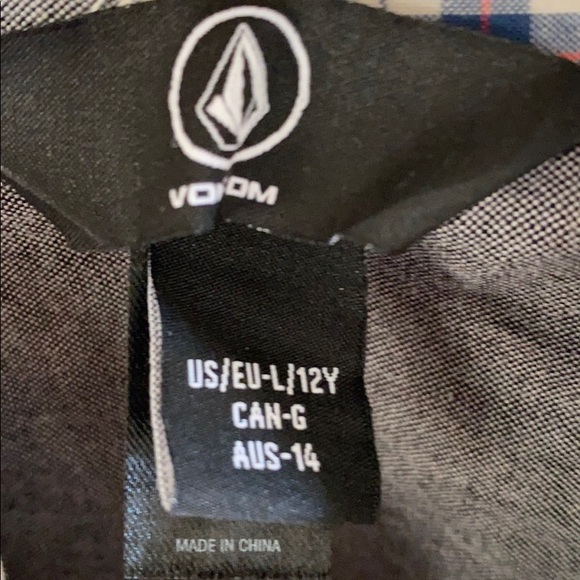 VOLCOM
US/EU-L/12Y
CAN-G
AUS-14
MADE IN CHINA